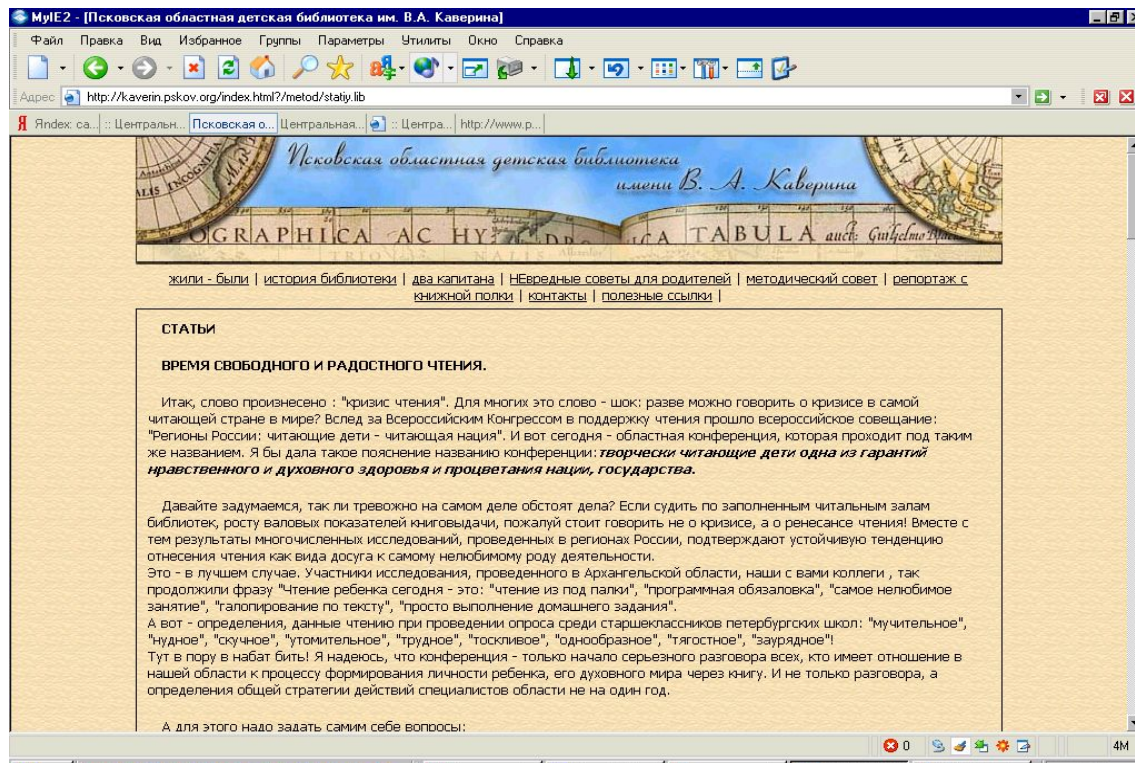 MyIE2 - [Псковская областная детская библиотека им. В.А. Каверина]
Файл Правка Вид Избранное Группы Параметры Утилиты Окно Справка
Адрес http://kaverin.pskov.org/index.html?/metod/statiy.lib
Яndex: са... :: Центральн... Псковская о... Центральная... :: Центра... http://www.p...
Псковская областная детская библиотека
имени В. А. Каверина
TABULA auct:
жили - были | история библиотеки | два капитана | НЕвредные советы для родителей | методический совет | репортаж с
книжной полки | контакты | полезные ссылки |
СТАТЬИ
ВРЕМЯ СВОБОДНОГО И РАДОСТНОГО ЧТЕНИЯ.
Итак, слово произнесено : "кризис чтения". Для многих это слово - шок: разве можно говорить о кризисе в самой
читающей стране в мире? Вслед за Всероссийским Конгрессом в поддержку чтения прошло всероссийское совещание:
"Регионы России: читающие дети - читающая нация". И вот сегодня - областная конференция, которая проходит под таким
же названием. Я бы дала такое пояснение названию конференции: творчески читающие дети одна из гарантий
нравственного и духовного здоровья и процветания нации, государства.
Давайте задумаемся, так ли тревожно на самом деле обстоят дела? Если судить по заполненным читальным залам
библиотек, росту валовых показателей книговыдачи, пожалуй стоит говорить не о кризисе, а о ренесансе чтения! Вместе с
тем результаты многочисленных исследований, проведенных в регионах России, подтверждают устойчивую тенденцию
отнесения чтения как вида досуга к самому нелюбимому роду деятельности.
Это - в лучшем случае. Участники исследования, проведенного в Архангельской области, наши с вами коллеги , так
продолжили фразу "Чтение ребенка сегодня - это: "чтение из под палки", "программная обязаловка", "самое нелюбимое
занятие", "галопирование по тексту", "просто выполнение домашнего задания".
А вот - определения, данные чтению при проведении опроса среди старшеклассников петербургских школ: "мучительное",
"нудное", "скучное", "утомительное", "трудное", "тоскливое", "однообразное", "тягостное", "заурядное"!
Тут в пору в набат бить! Я надеюсь, что конференция - только начало серьезного разговора всех, кто имеет отношение в
нашей области к процессу формирования личности ребенка, его духовного мира через книгу. И не только разговора, а
определения общей стратегии действий специалистов области не на один год.
А для этого надо задать самим себе вопросы:
0 4M